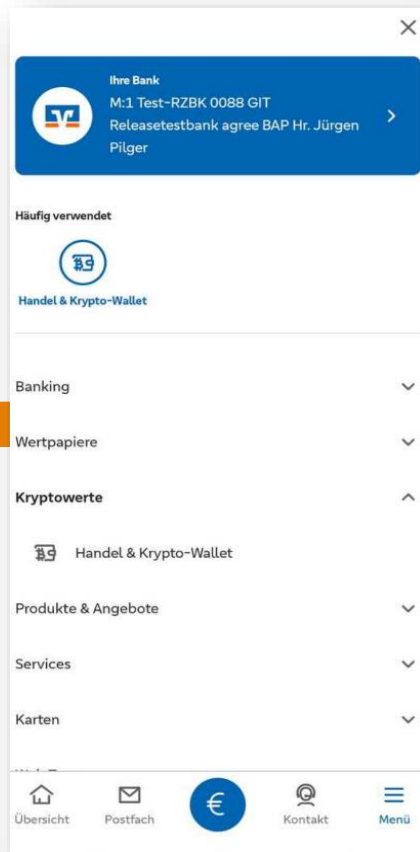 Ihre Bank
M:1 Test-RZBK 0088 GIT
Releasetestbank agree BAP Hr. Jürgen
Pilger
Häufig verwendet
Handel & Krypto-Wallet
Banking
Wertpapiere
Kryptowerte
Handel & Krypto-Wallet
Produkte & Angebote
Services
Karten
€
Übersicht
Postfach
Kontakt
Menü